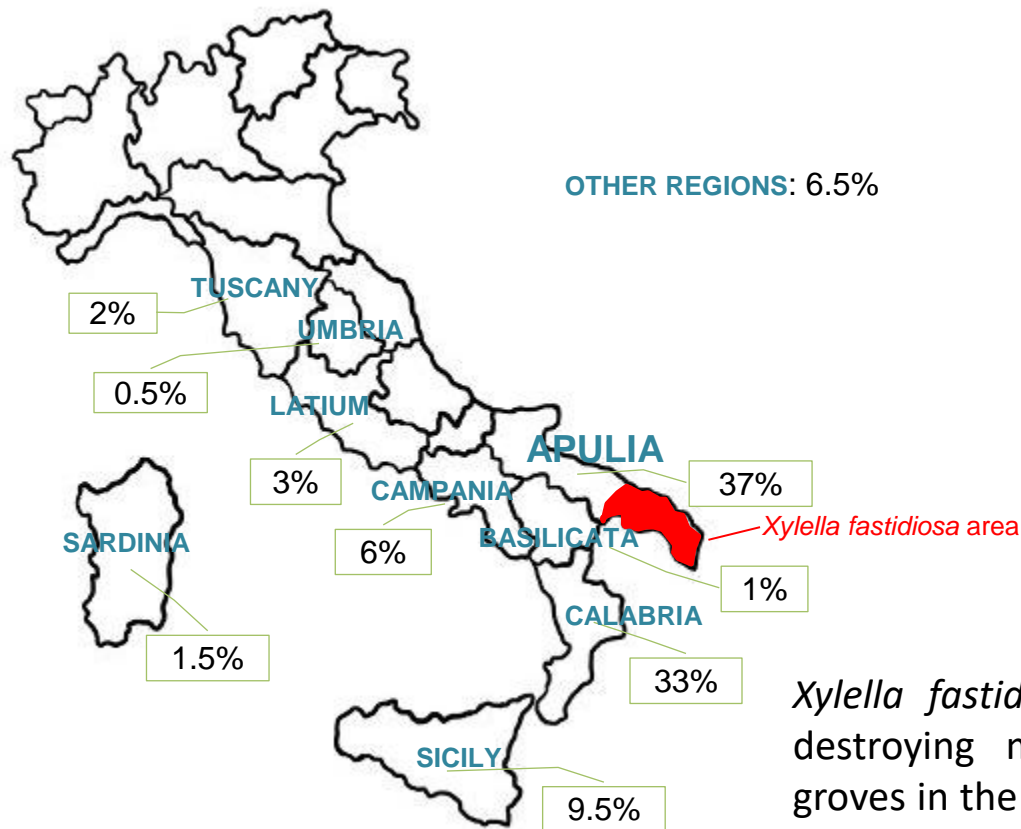 OTHER REGIONS: 6.5%
TUSCANY
2%
UMBRIA
0.5%
LATIUM
3%
APULIA
37%
CAMPANIA
6%
Xylella fastidiosa area
BASILICATA
1%
SARDINIA
1.5%
CALABRIA
33%
SICILY
9.5%
Xylella
destroying
groves in the